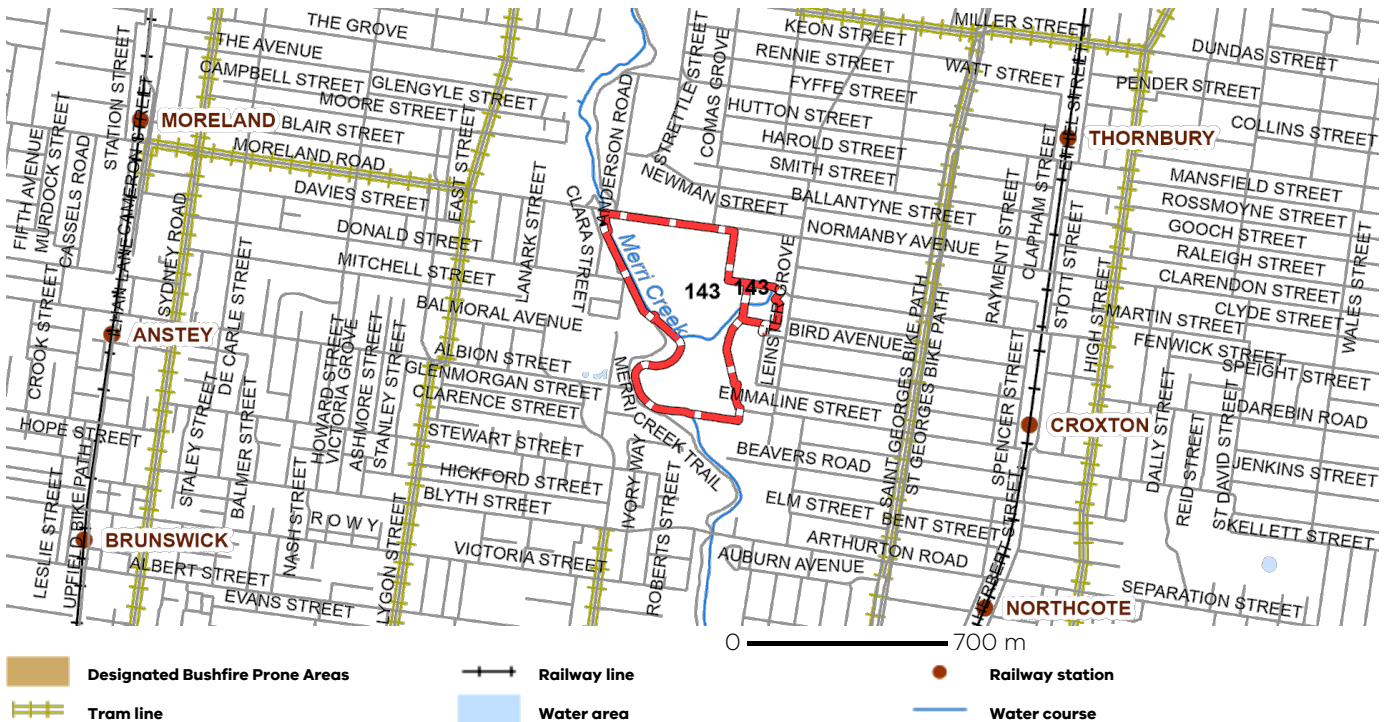 THE GROVE
THE AVENUE
CAMPBELL STREET
GLENGYLE STREET
MOORE STREET
BLAIR STREET
MORELAND ROAD
DAVIES STREET
DONALD STREET
MITCHELL STREET
BALMORAL AVENUE
ALBION STREET
GLENMORGAN STREET
CLARENCE STREET
STEWART STREET
HICKFORD STREET
BLYTH STREET
VICTORIA STREET
ALBERT STREET
EVANS STREET
HOPE STREET
ROWY
MORELAND
ANSTEY
BRUNSWICK
STATION STREET
FIFTH AVENUE
MURDOCK STREET
CASSELS ROAD
CAMERON STREET
SYDNEY ROAD
CROOK STREET
DE CARLE STREET
STALEY STREET
BALMER STREET
HOWARD STREET
VICTORIA GROVE
ASHMORE STREET
STANLEY STREET
NASH STREET
LESLIE STREET
UPFIELD BIKE PATH
LYGON STREET
EAST STREET
LANARK STREET
CLARA STREET
ANDERSON ROAD
STRETTLE STREET
COMAS GROVE
Merri Creek
143
143
MERRI CREEK TRAIL
IVORY WAY
ROBERTS STREET
KEON STREET
RENNIE STREET
FYFFE STREET
HUTTON STREET
HAROLD STREET
SMITH STREET
NEWMAN STREET
BALLANTYNE STREET
NORMANBY AVENUE
LEINSTER GROVE
BIRD AVENUE
EMMALINE STREET
BEAVERS ROAD
ELM STREET
BENT STREET
ARTHURTON ROAD
AUBURN AVENUE
SAINT GEORGES BIKE PATH
ST GEORGES BIKE PATH
MILLER STREET
WATT STREET
ETHEL STREET
DUNDAS STREET
PENDER STREET
COLLINS STREET
THORNBURY
MANSFIELD STREET
ROSSMOYNE STREET
GOOCH STREET
RALEIGH STREET
CLARENDON STREET
CLYDE STREET
MARTIN STREET
FENWICK STREET
SPEIGHT STREET
DAREBIN ROAD
JENKINS STREET
SKELLETT STREET
SEPARATION STREET
RAYMENT STREET
CLAPHAM STREET
STOTT STREET
HIGH STREET
WALES STREET
SPENCER STREET
DALLY STREET
REID STREET
ST DAVID STREET
HERBERT STREET
CROXTON
NORTHCOTE
0 700 m
Designated Bushfire Prone Areas
Railway line
Railway station
Tram line
Water area
Water course